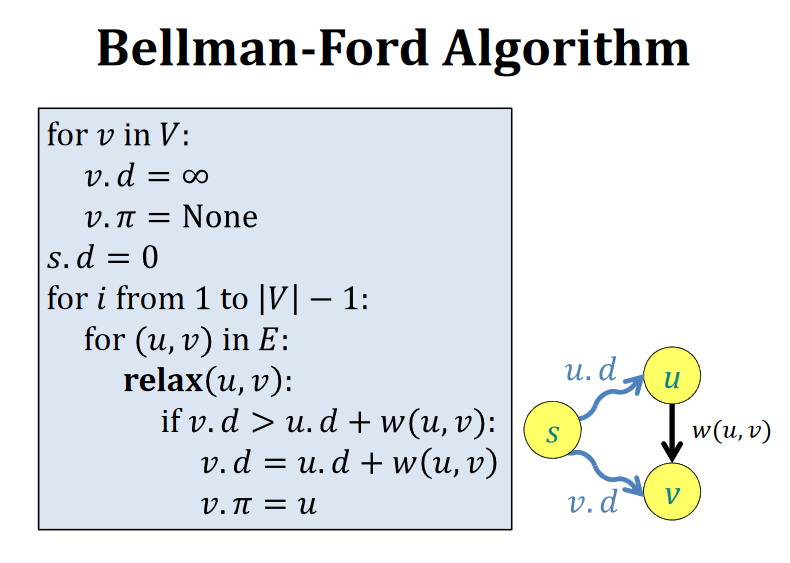 Bellman-Ford Algorithm
for v in V:
v.d = ∞
v.π = None
s.d = 0
for i from 1 to |V| − 1:
for (u, v) in E:
relax(u, v):
if v.d > u.d + w(u, v):
v.d = u.d + w(u, v)
v.π = u
u.d
u
s
w(u, v)
v.d
v